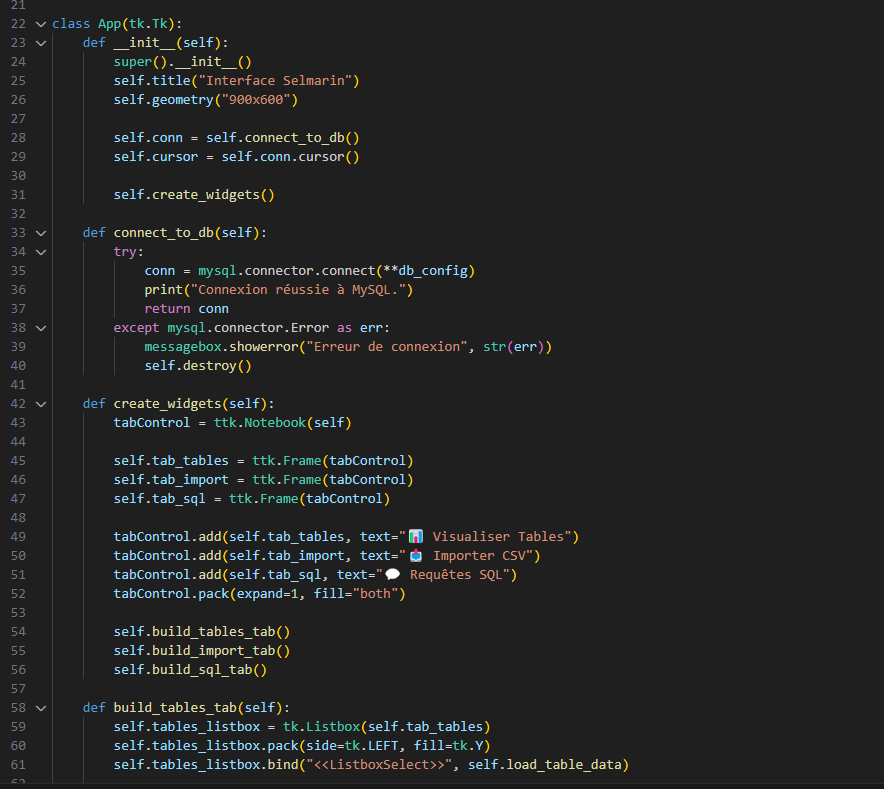 21
22 class App(tk.Tk):
23     def __init__(self):
24         super().__init__()
25         self.title("Interface Selmarin")
26         self.geometry("900x600")
27
28         self.conn = self.connect_to_db()
29         self.cursor = self.conn.cursor()
30
31         self.create_widgets()
32
33     def connect_to_db(self):
34         try:
35             conn = mysql.connector.connect(**db_config)
36             print("Connexion réussie à MySQL.")
37             return conn
38         except mysql.connector.Error as err:
39             messagebox.showerror("Erreur de connexion", str(err))
40             self.destroy()
41
42     def create_widgets(self):
43         tabControl = ttk.Notebook(self)
44
45         self.tab_tables = ttk.Frame(tabControl)
46         self.tab_import = ttk.Frame(tabControl)
47         self.tab_sql = ttk.Frame(tabControl)
48
49         tabControl.add(self.tab_tables, text="📊 Visualiser Tables")
50         tabControl.add(self.tab_import, text="📥 Importer CSV")
51         tabControl.add(self.tab_sql, text="💬 Requêtes SQL")
52         tabControl.pack(expand=1, fill="both")
53
54         self.build_tables_tab()
55         self.build_import_tab()
56         self.build_sql_tab()
57
58     def build_tables_tab(self):
59         self.tables_listbox = tk.Listbox(self.tab_tables)
60         self.tables_listbox.pack(side=tk.LEFT, fill=tk.Y)
61         self.tables_listbox.bind("<<ListboxSelect>>", self.load_table_data)